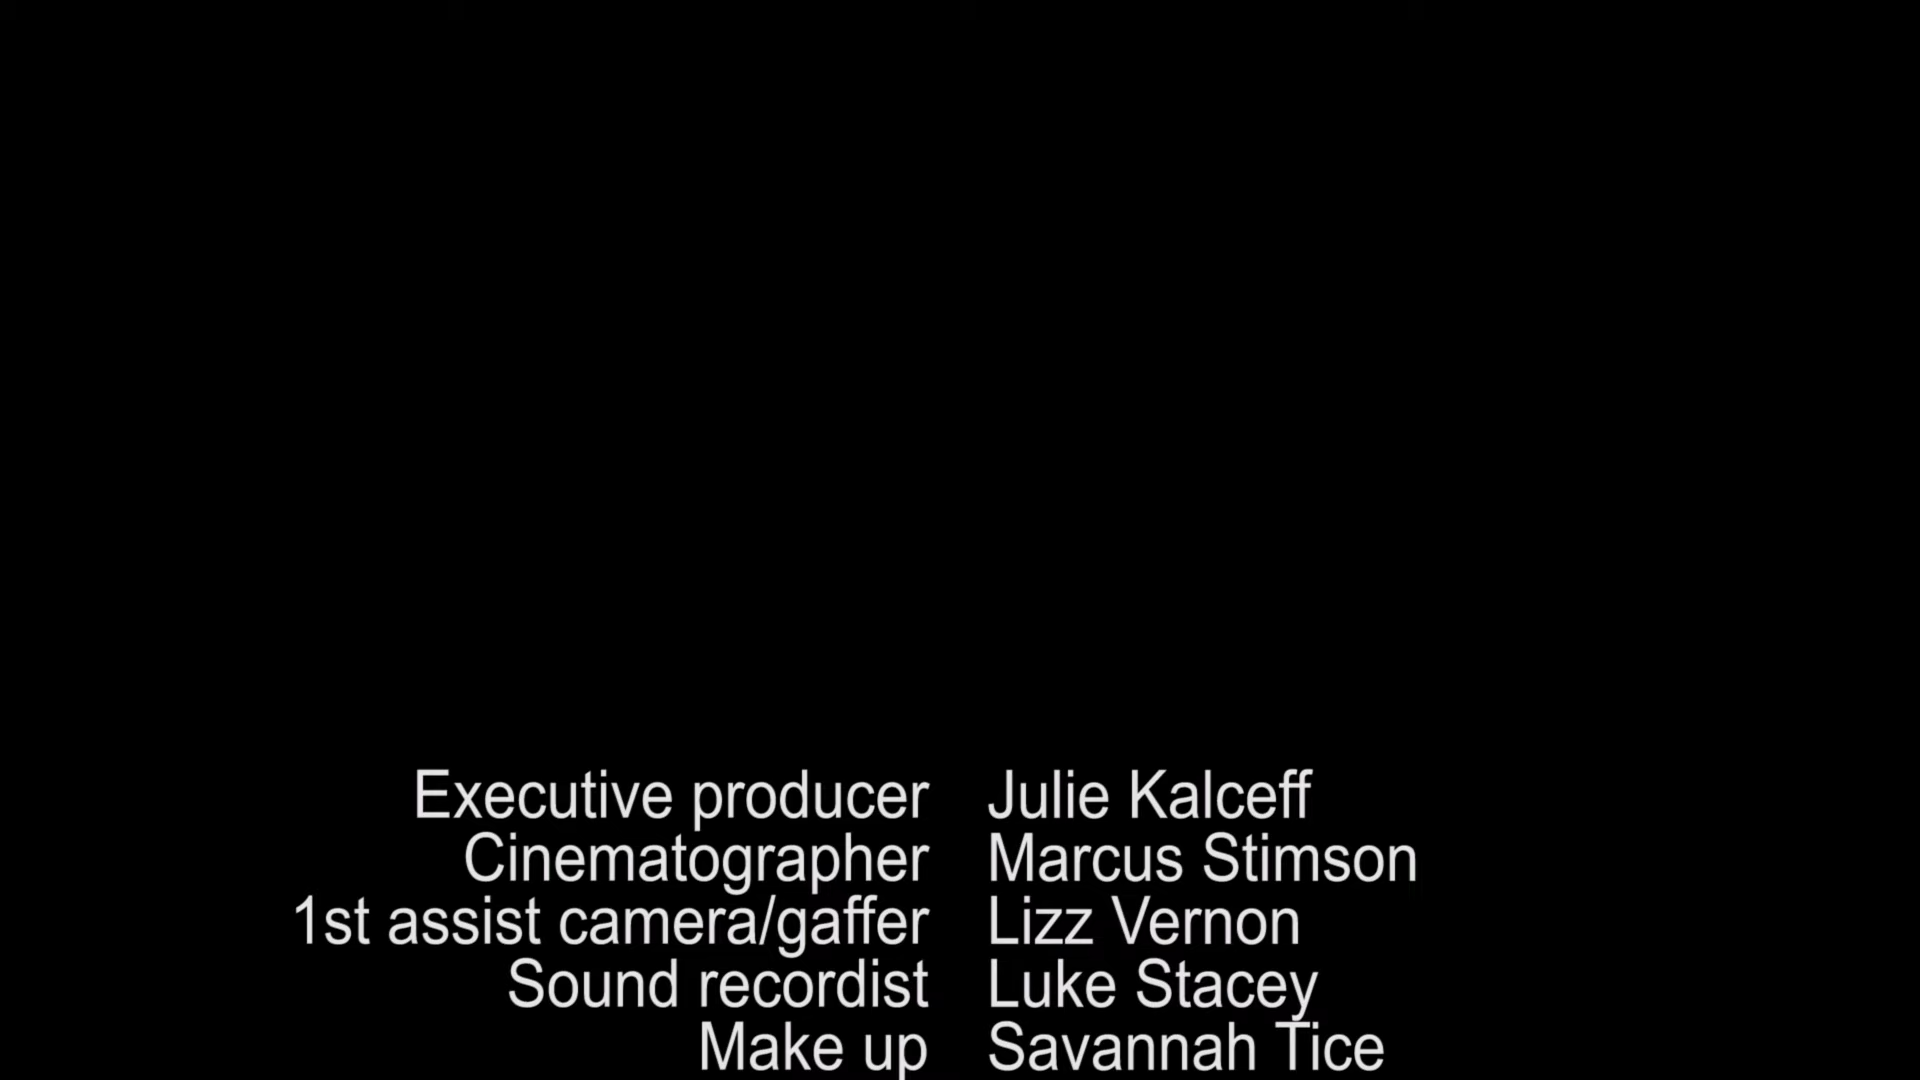 Executive producer Julie Kalceff
Cinematographer Marcus Stimson
1st assist camera/gaffer Lizz Vernon
Sound recordist Luke Stacey
Make up Savannah Tice